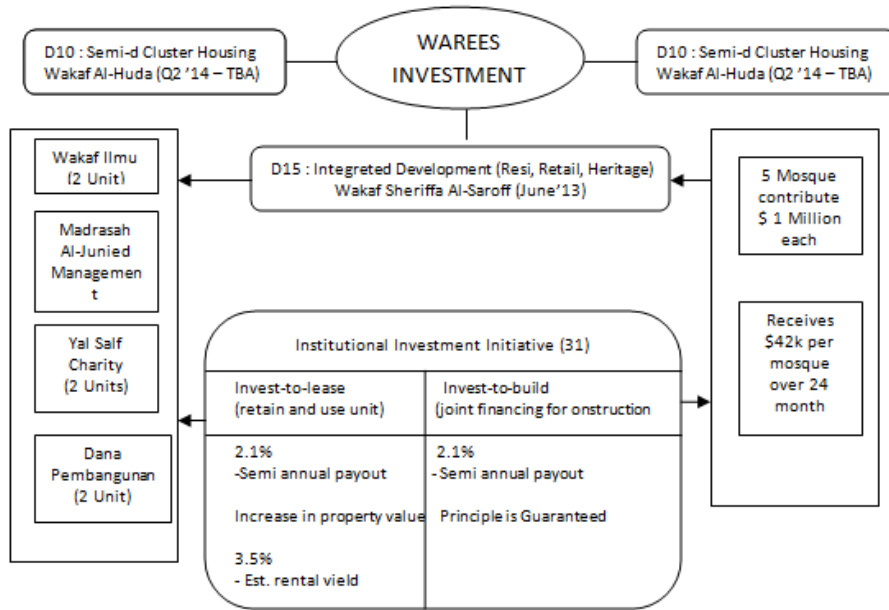 WAREES
INVESTMENT
D10 : Semi-d Cluster Housing
Wakaf Al-Huda (Q2 '14 – TBA)
D10 : Semi-d Cluster Housing
Wakaf Al-Huda (Q2 '14 – TBA)
D15 : Integreted Development (Resi, Retail, Heritage)
Wakaf Sheriffa Al-Saroff (June'13)
Wakaf Ilmu
(2 Unit)
Madrasah
Al-Junied
Managemen
t
Yal Salf
Charity
(2 Units)
Dana
Pembangunan
(2 Unit)
5 Mosque
contribute
$ 1 Million
each
Receives
$42k per
mosque
over 24
month
Institutional Investment Initiative (31)
Invest-to-lease
(retain and use unit)
Invest-to-build
(joint financing for onstruction
2.1%
-Semi annual payout
Increase in property value
3.5%
- Est. rental yield
2.1%
- Semi annual payout
Principle is Guaranteed